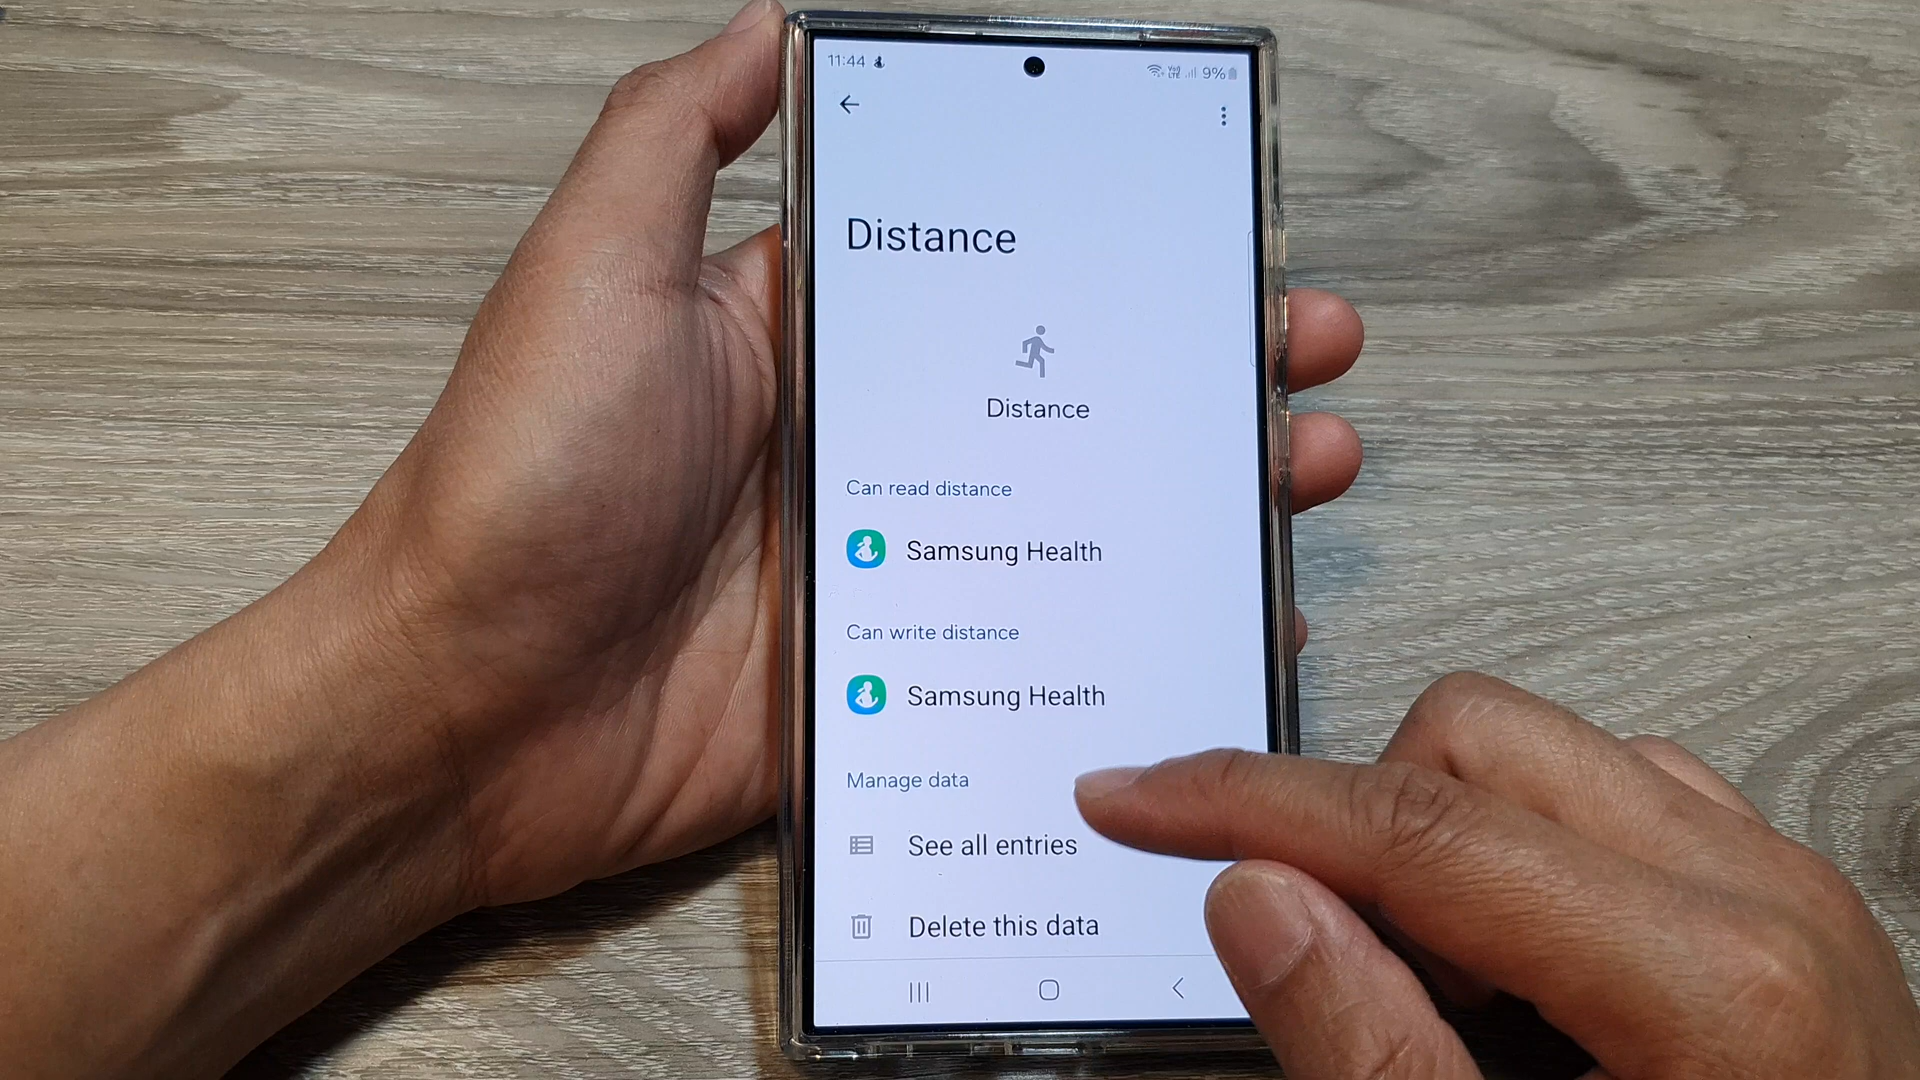 11:44 9%
Distance
Distance
Can read distance
Samsung Health
Can write distance
Samsung Health
Manage data
See all entries
Delete this data